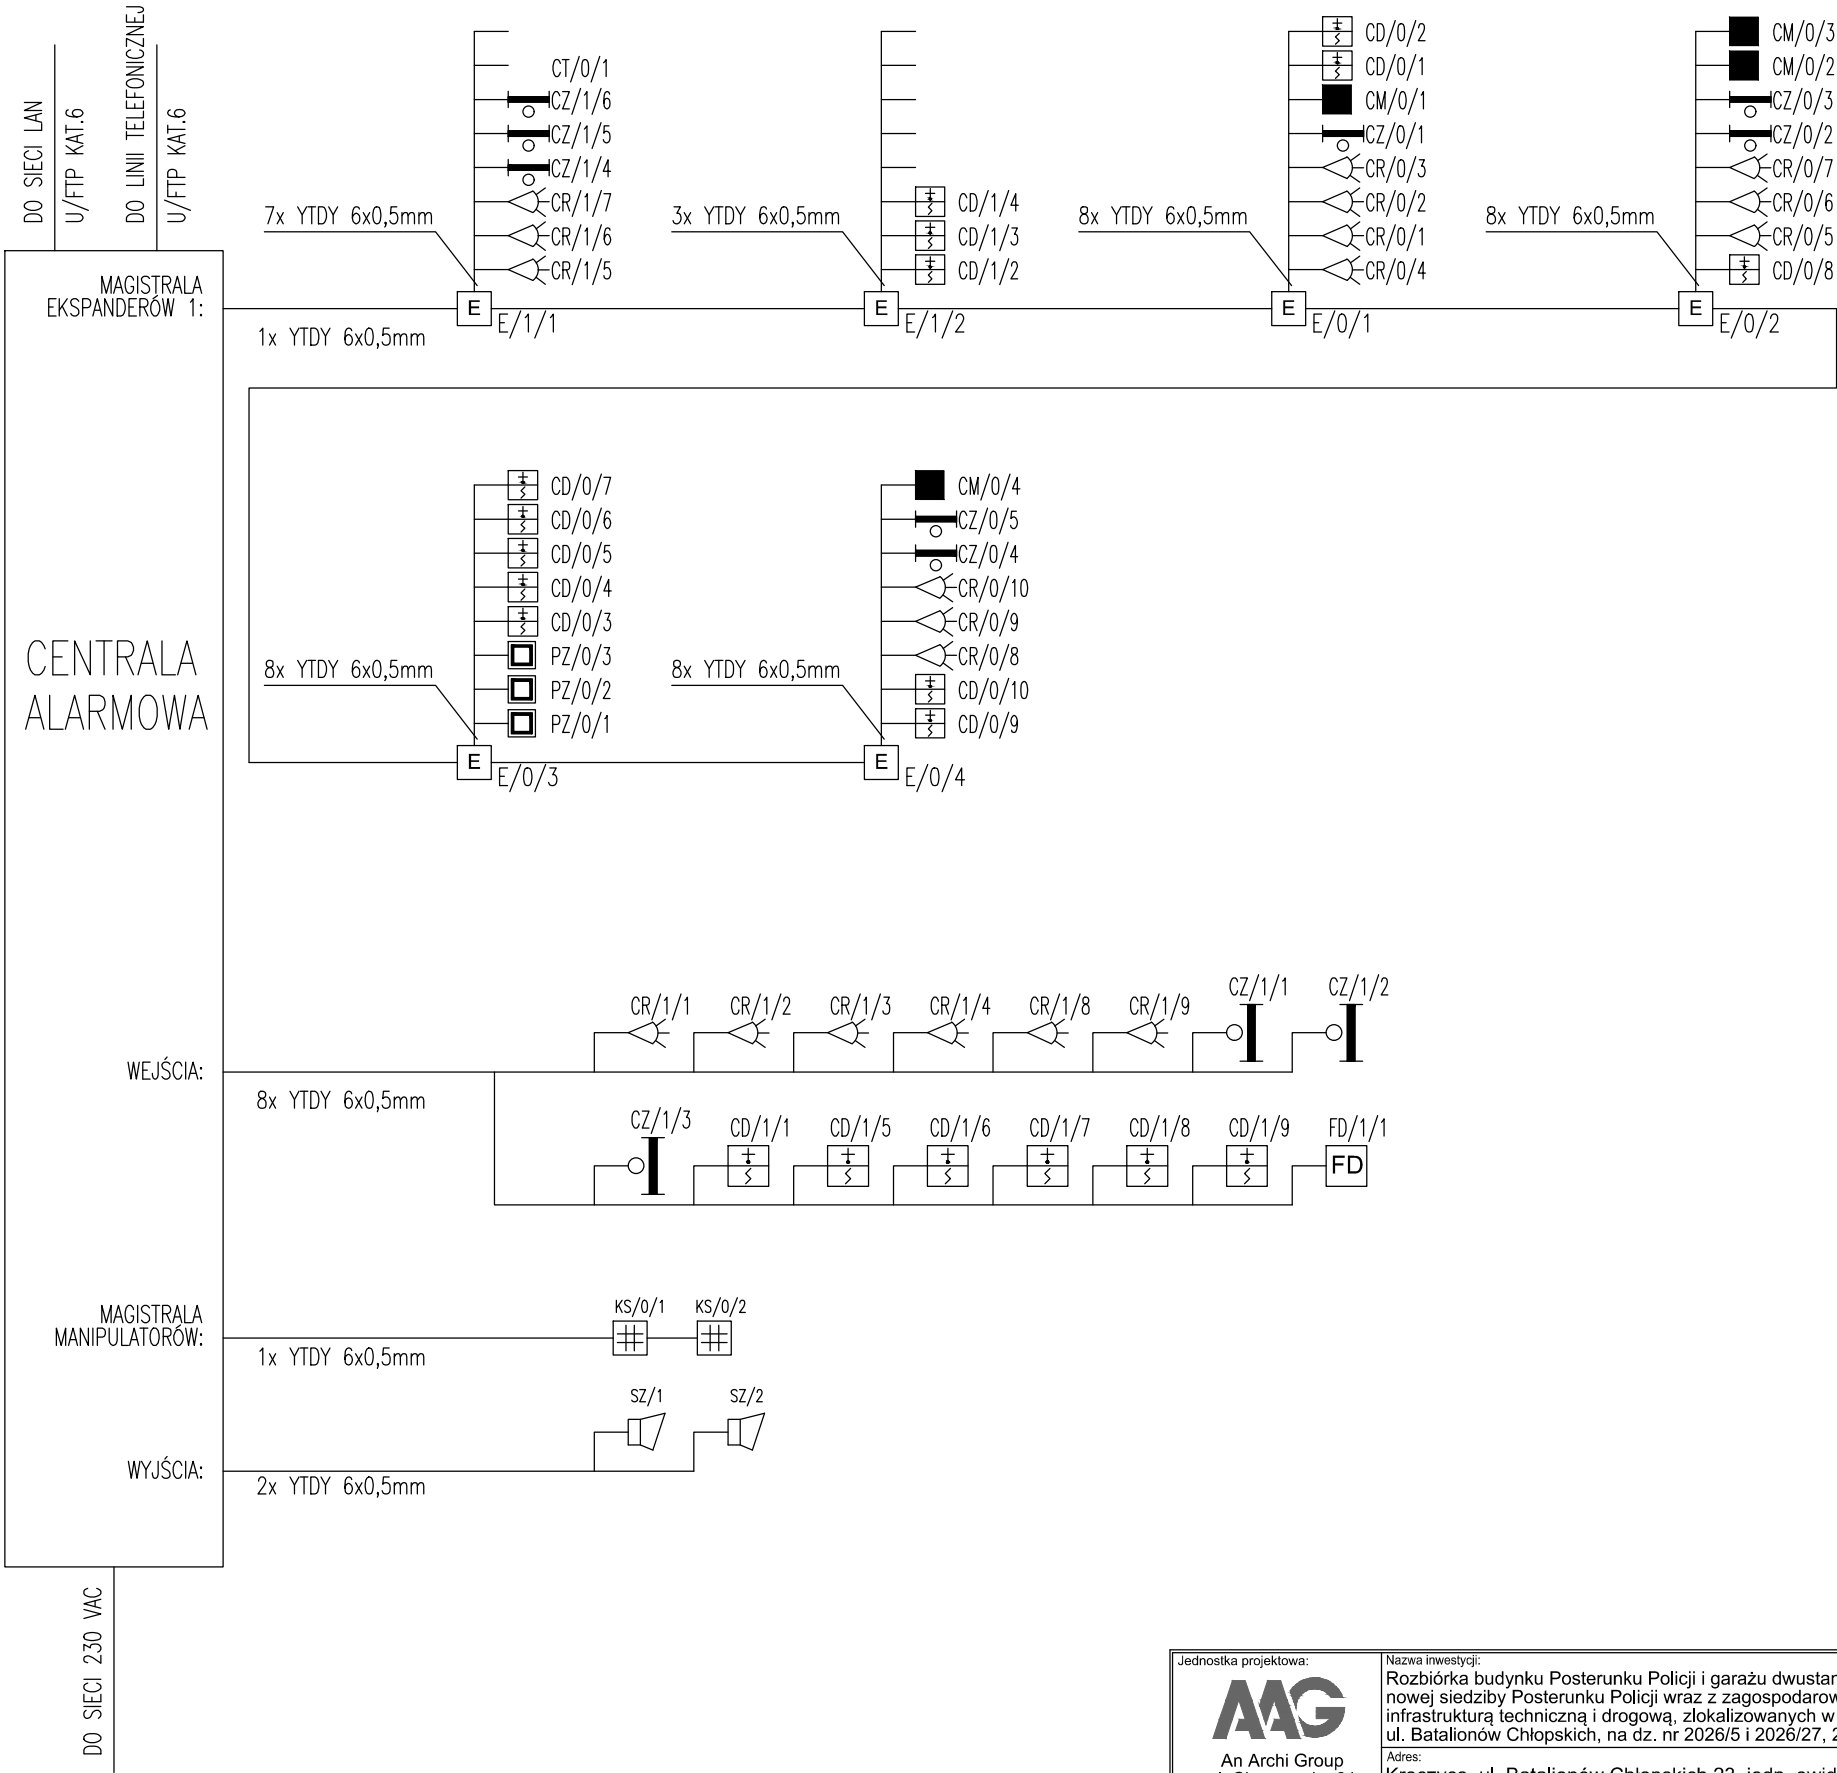 DO SIECI LAN
U/FTP KAT.6
DO LINII TELEFONICZNEJ
U/FTP KAT.6
CT/0/1
CZ/1/6
CZ/1/5
CZ/1/4
CR/1/7
CR/1/6
CR/1/5
7x YTDY 6x0,5mm
E
E/1/1
CD/1/4
CD/1/3
CD/1/2
3x YTDY 6x0,5mm
E
E/1/2
CD/0/2
CD/0/1
CM/0/1
CZ/0/1
CR/0/3
CR/0/2
CR/0/1
CR/0/4
8x YTDY 6x0,5mm
E
E/0/1
CM/0/3
CM/0/2
CZ/0/3
CZ/0/2
CR/0/7
CR/0/6
CR/0/5
CD/0/8
8x YTDY 6x0,5mm
E
E/0/2
MAGISTRALA
EKSPANDERÓW 1:
1x YTDY 6x0,5mm
CD/0/7
CD/0/6
CD/0/5
CD/0/4
CD/0/3
PZ/0/3
PZ/0/2
PZ/0/1
8x YTDY 6x0,5mm
E
E/0/3
CM/0/4
CZ/0/5
CZ/0/4
CR/0/10
CR/0/9
CR/0/8
CD/0/10
CD/0/9
8x YTDY 6x0,5mm
E
E/0/4
CENTRALA
ALARMOWA
CR/1/1 CR/1/2 CR/1/3 CR/1/4 CR/1/8 CR/1/9 CZ/1/1 CZ/1/2
WEJŚCIA:
8x YTDY 6x0,5mm
CZ/1/3 CD/1/1 CD/1/5 CD/1/6 CD/1/7 CD/1/8 CD/1/9 FD/1/1
FD
MAGISTRALA
MANIPULATORÓW:
KS/0/1 KS/0/2
1x YTDY 6x0,5mm
SZ/1 SZ/2
WYJŚCIA:
2x YTDY 6x0,5mm
DO SIECI 230 VAC
Jednostka projektowa:
AAG
An Archi Group
Nazwa inwestycji:
Rozbiórka budynku Posterunku Policji i garażu dwustan
nowej siedziby Posterunku Policji wraz z zagospodarow
infrastrukturą techniczną i drogową, zlokalizowanych w
ul. Batalionów Chłopskich, na dz. nr 2026/5 i 2026/27, 2
Adres: